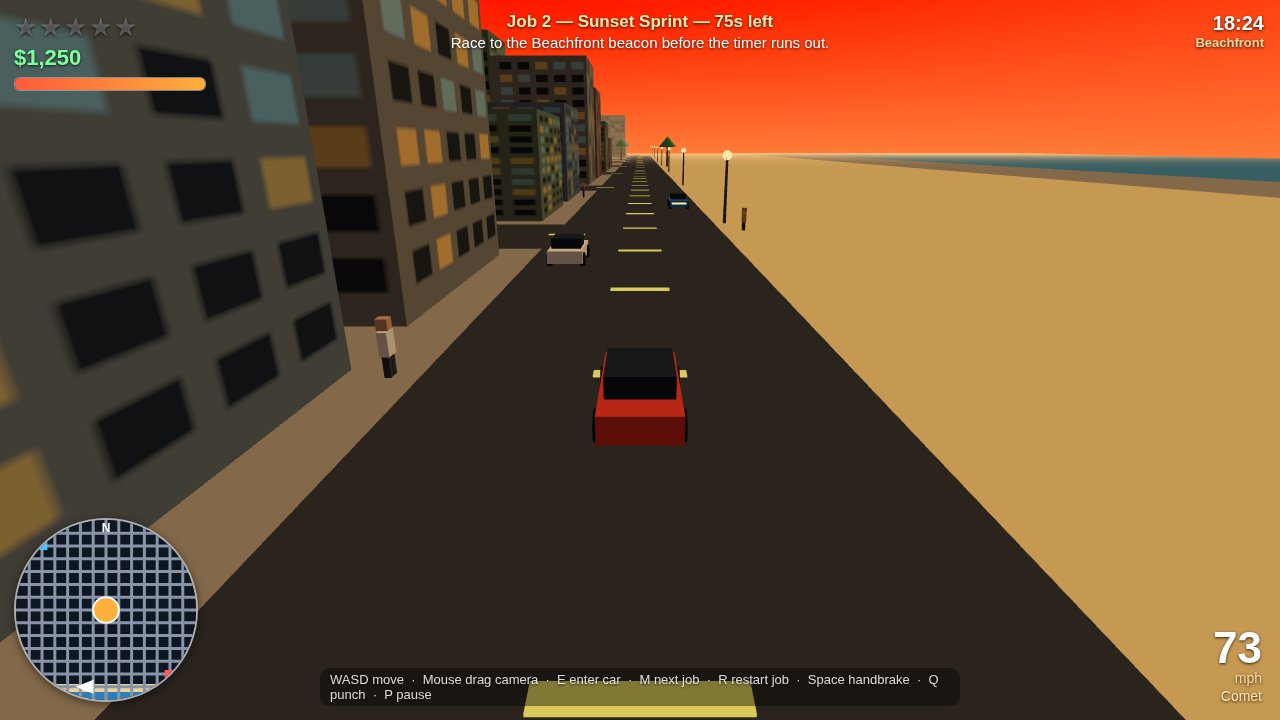 ★★★★★
$1,250
Job 2 — Sunset Sprint — 75s left
Race to the Beachfront beacon before the timer runs out.
18:24
Beachfront
N
WASD move · Mouse drag camera · E enter car · M next job · R restart job · Space handbrake · Q
punch · P pause
73
mph
Comet